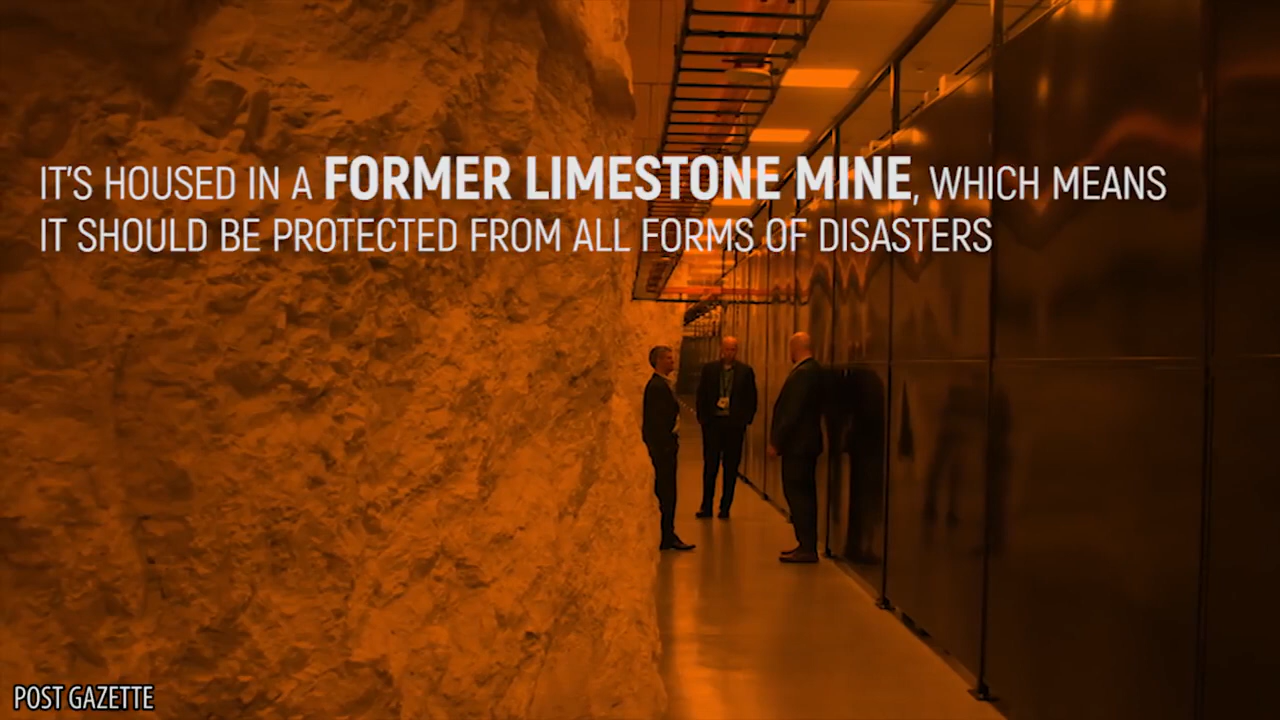 IT'S HOUSED IN A FORMER LIMESTONE MINE, WHICH MEANS
IT SHOULD BE PROTECTED FROM ALL FORMS OF DISASTERS
POST GAZETTE